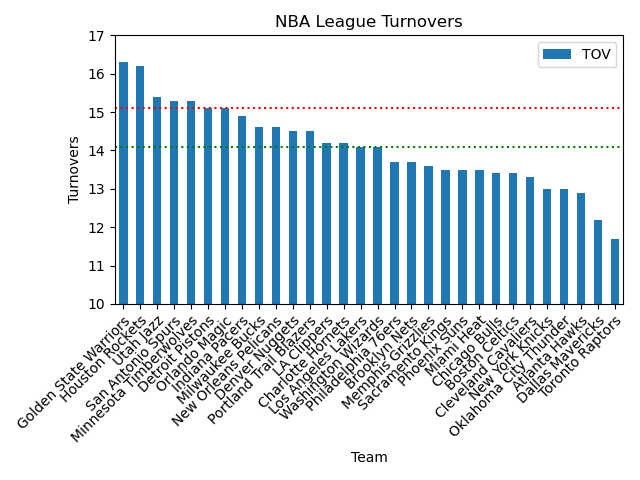 NBA League Turnovers
TOV
Turnovers
17
16
15
14
13
12
11
10
Golden State Warriors
Houston Rockets
Utah Jazz
San Antonio Spurs
Minnesota Timberwolves
Detroit Pistons
Orlando Magic
Indiana Pacers
Milwaukee Bucks
New Orleans Pelicans
Denver Nuggets
Portland Trail Blazers
LA Clippers
Charlotte Hornets
Los Angeles Lakers
Washington Wizards
Philadelphia 76ers
Brooklyn Nets
Memphis Grizzlies
Sacramento Kings
Phoenix Suns
Miami Heat
Chicago Bulls
Boston Celtics
Cleveland Cavaliers
New York Knicks
Oklahoma City Thunder
Atlanta Hawks
Dallas Mavericks
Toronto Raptors
Team